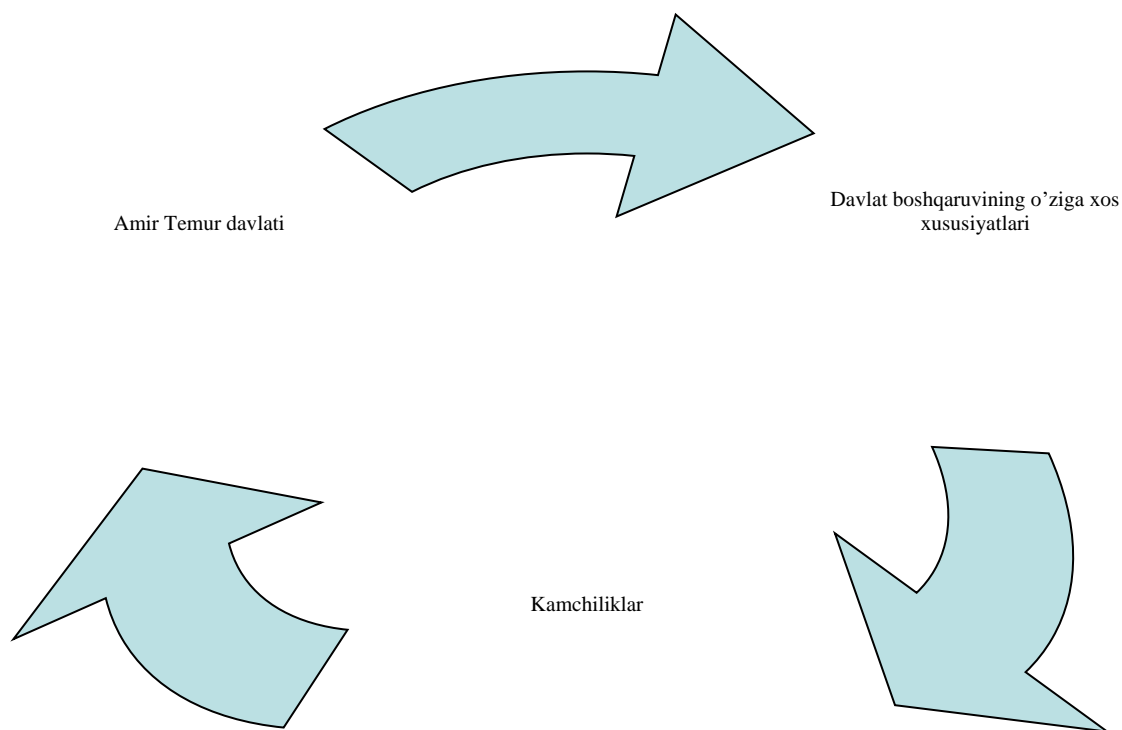 Amir Temur davlati
Davlat boshqaruvining o’ziga xos
xususiyatlari
Kamchiliklar